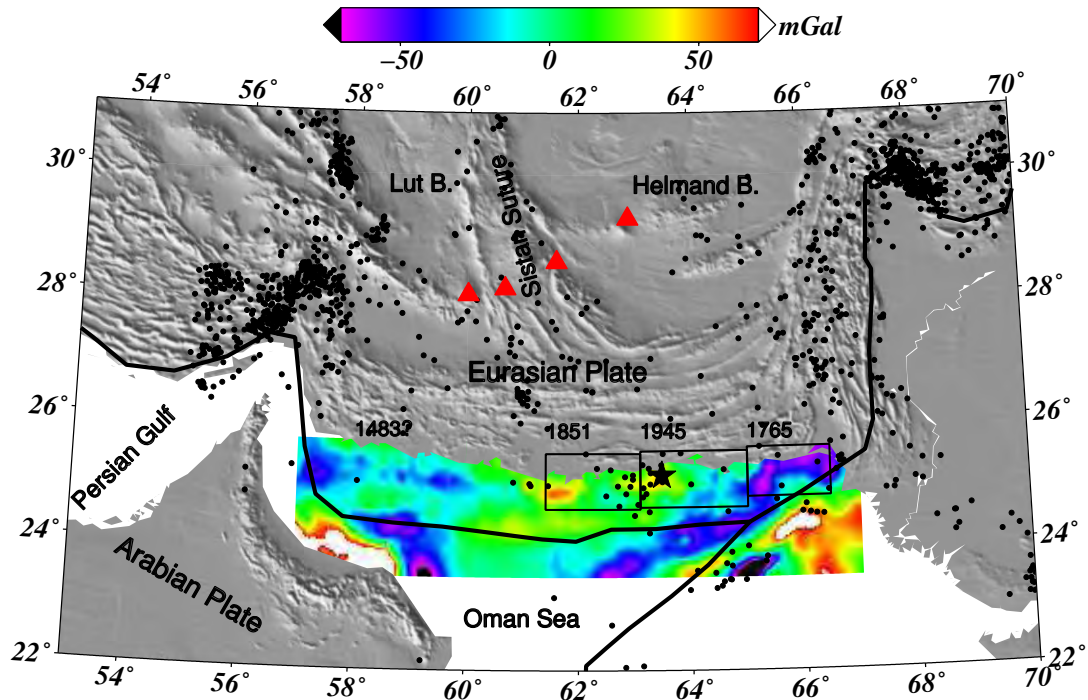 mGal
−50 0 50
54° 56° 58° 60° 62° 64° 66° 68° 70°
30° 30°
Lut B.
Sistan Suture
Helmand B.
28° 28°
Eurasian Plate
26° 26°
1483? 1851 1945 1765
Persian Gulf
24° 24°
Arabian Plate
Oman Sea
22° 22°
54° 56° 58° 60° 62° 64° 66° 68° 70°